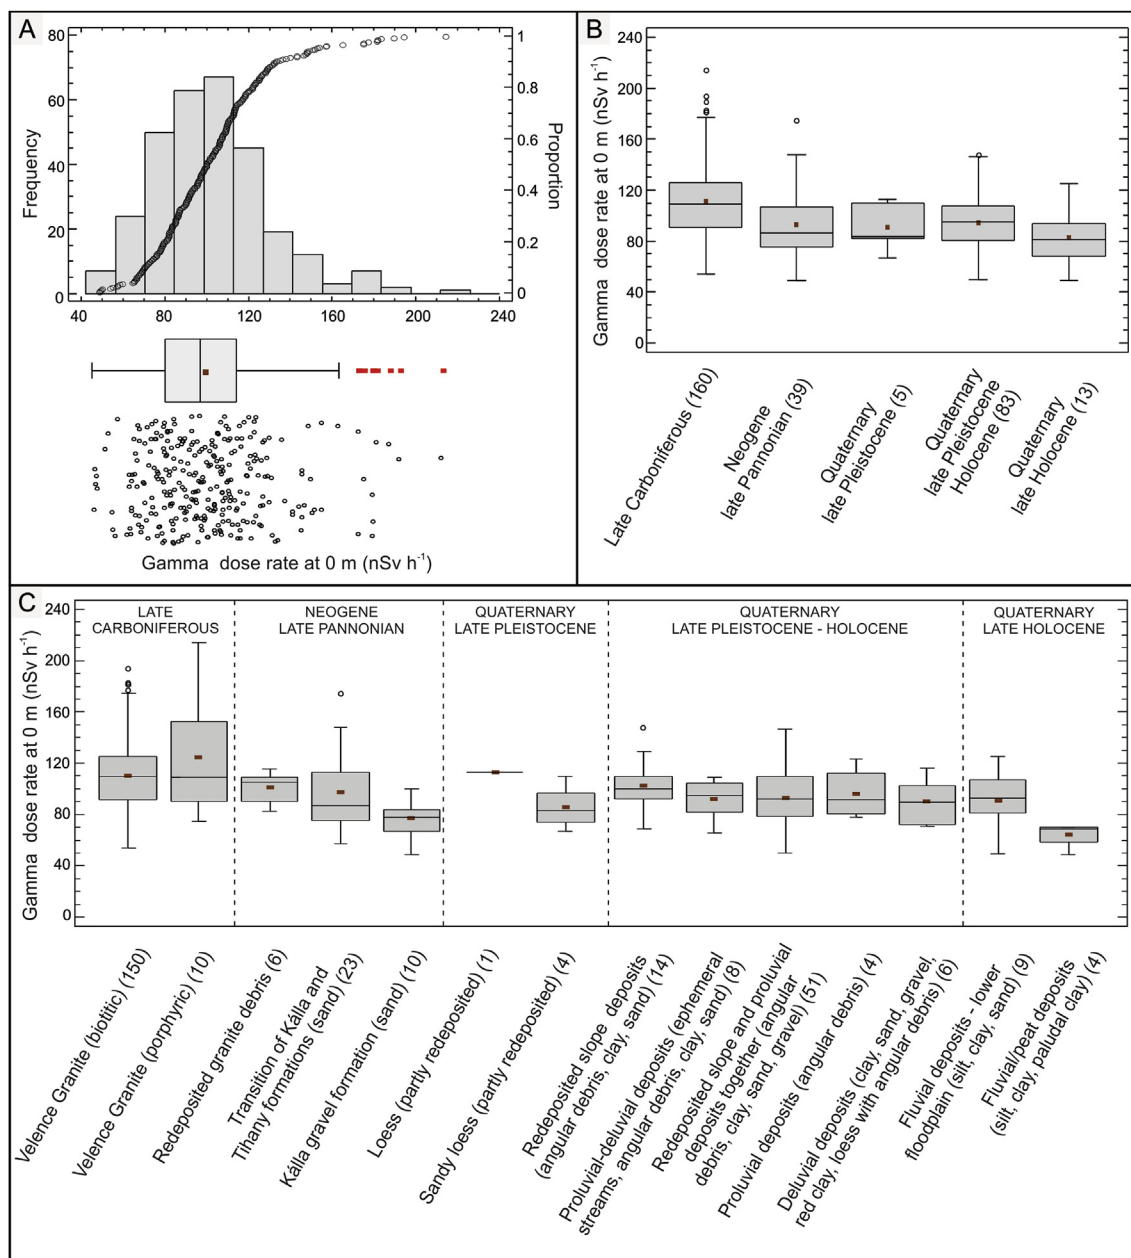 A
80
60
40
20
0
Frequency
1
0.8
0.6
0.4
0.2
0
Proportion
40 80 120 160 200 240
Gamma dose rate at 0 m (nSv h-1)
B
240
200
160
120
80
40
0
Gamma dose rate at 0 m (nSv h-1)
Late Carboniferous (160)
Neogene
late Pannonian (39)
Quaternary
late Pleistocene (5)
Quaternary
late Pleistocene
Holocene (83)
Quaternary
late Holocene (13)
C
240
200
160
120
80
40
0
Gamma dose rate at 0 m (nSv h-1)
LATE
CARBONIFEROUS
NEOGENE
LATE PANNONIAN
QUATERNARY
LATE PLEISTOCENE
QUATERNARY
LATE PLEISTOCENE - HOLOCENE
QUATERNARY
LATE HOLOCENE
Velence Granite (biotitic) (150)
Velence Granite (porphyric) (10)
Redeposited granite debris (6)
Transition of Kálla and
Tihany formations (sand) (23)
Kálla gravel formation (sand) (10)
Loess (partly redeposited) (1)
Sandy loess (partly redeposited) (4)
Redeposited slope deposits
(angular debris, clay, sand) (14)
Proluvial-deluvial deposits (ephemeral
streams, angular debris, clay, sand) (8)
Redeposited slope and proluvial
deposits together (angular
debris, clay, sand, gravel) (51)
Proluvial deposits (angular debris) (4)
Deluvial deposits (clay, sand, gravel,
red clay, loess with angular debris) (6)
Fluvial deposits - lower
floodplain (silt, clay, sand) (9)
Fluvial/peat deposits
(silt, clay, paludal clay) (4)